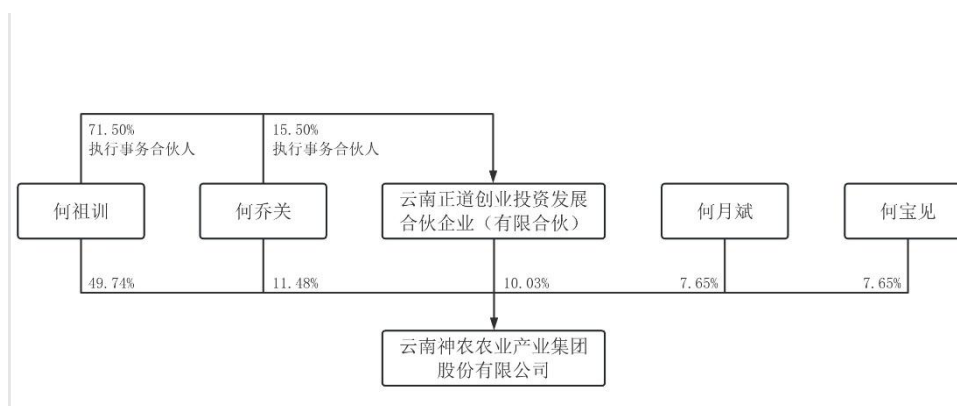 71.50%
执行事务合伙人
15.50%
执行事务合伙人
何祖训
何乔关
云南正道创业投资发展
合伙企业（有限合伙）
何月斌
何宝见
49.74%
11.48%
10.03%
7.65%
7.65%
云南神农农业产业集团
股份有限公司